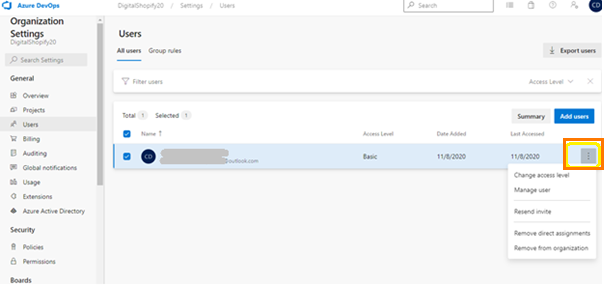 Azure DevOps
DigitalShopify20 / Settings / Users
Search
CD
Organization
Settings
DigitalShopify20
Search Settings
General
Overview
Projects
Users
Billing
Auditing
Global notifications
Usage
Extensions
Azure Active Directory
Security
Policies
Permissions
Boards
Users
All users Group rules
Export users
Filter users
Access Level
Total 1 Selected 1
Summary
Add users
Name ↑ Access Level Date Added Last Accessed
CD
outlook.com
Basic 11/8/2020 11/8/2020
Change access level
Manage user
Resend invite
Remove direct assignments
Remove from organization